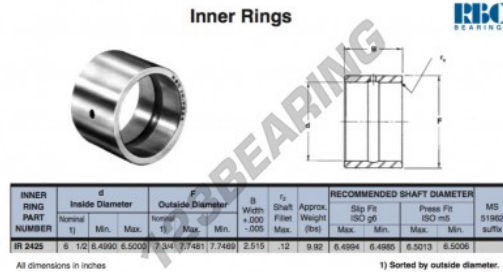 Inner Rings
RBC
BEARINGS
B
rₛ
d
F
123BEARING
INNER RING PART NUMBER
d Inside Diameter
F Outside Diameter
B Width +.000 -.005
Shaft Fillet Max.
Approx. Weight (lbs)
RECOMMENDED SHAFT DIAMETER
Slip Fit ISO g6
Press Fit ISO m5
MS 51962 suffix
Nominal 1) Min. Max. Nominal 1) Max. Min. Max. Min. Max. Min.
IR 2425 6 1/2 6.4990 6.5000 7 3/4 7.7481 7.7469 2.515 .12 9.92 6.4994 6.4985 6.5013 6.5006
All dimensions in inches
1) Sorted by outside diameter.